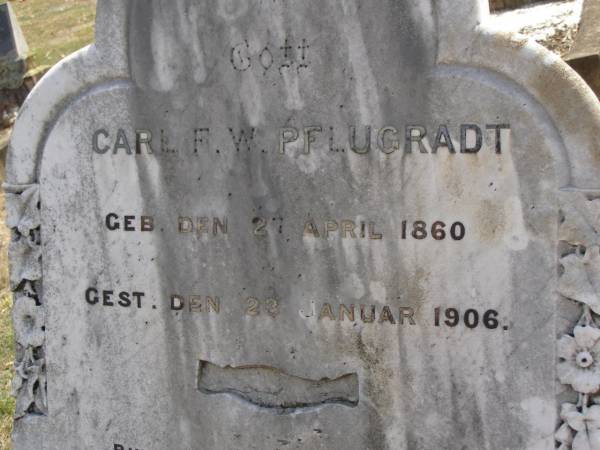 Gott
CARL F. W. PFLUGRADT
GEB. DEN 27 APRIL 1860
GEST. DEN 23 JANUAR 1906.